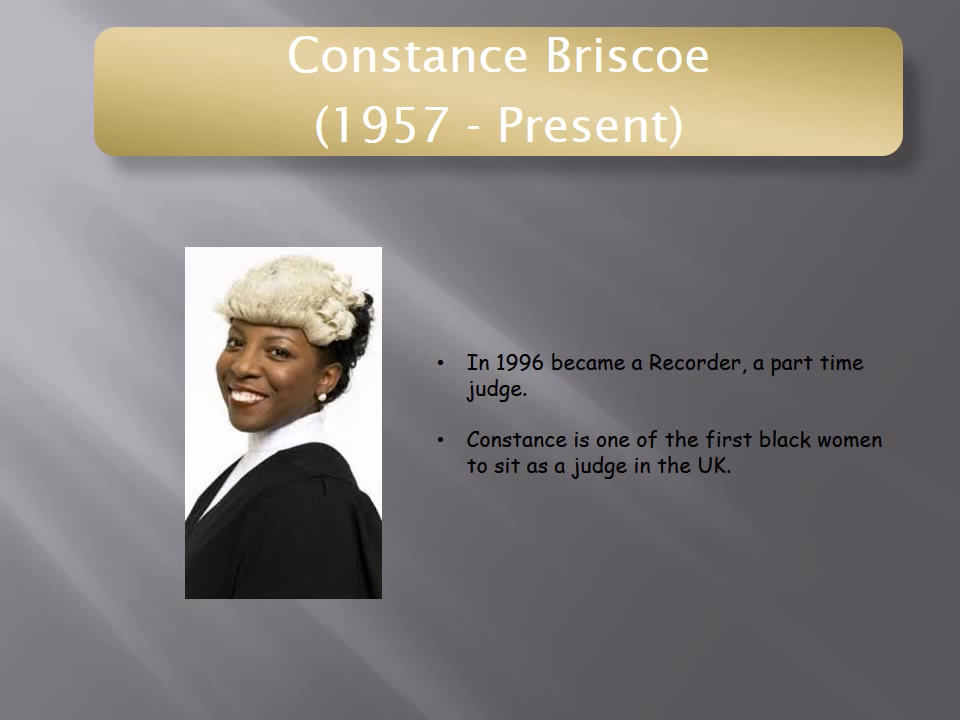 Constance Briscoe
(1957 - Present)
• In 1996 became a Recorder, a part time
judge.
• Constance is one of the first black women
to sit as a judge in the UK.